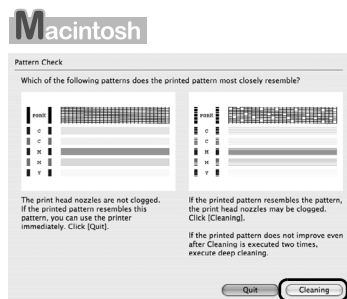 Macintosh
Pattern Check
Which of the following patterns does the printed pattern most closely resemble?
PGBK
C
C
M
M
Y
The print head nozzles are not clogged.
If the printed pattern resembles this
pattern, you can use the printer
immediately. Click [Quit].
C
C
M
M
Y
If the printed pattern resembles the pattern,
the print head nozzles may be clogged.
Click [Cleaning].
If the printed pattern does not improve even
after Cleaning is executed two times,
execute deep cleaning.
Quit
Cleaning